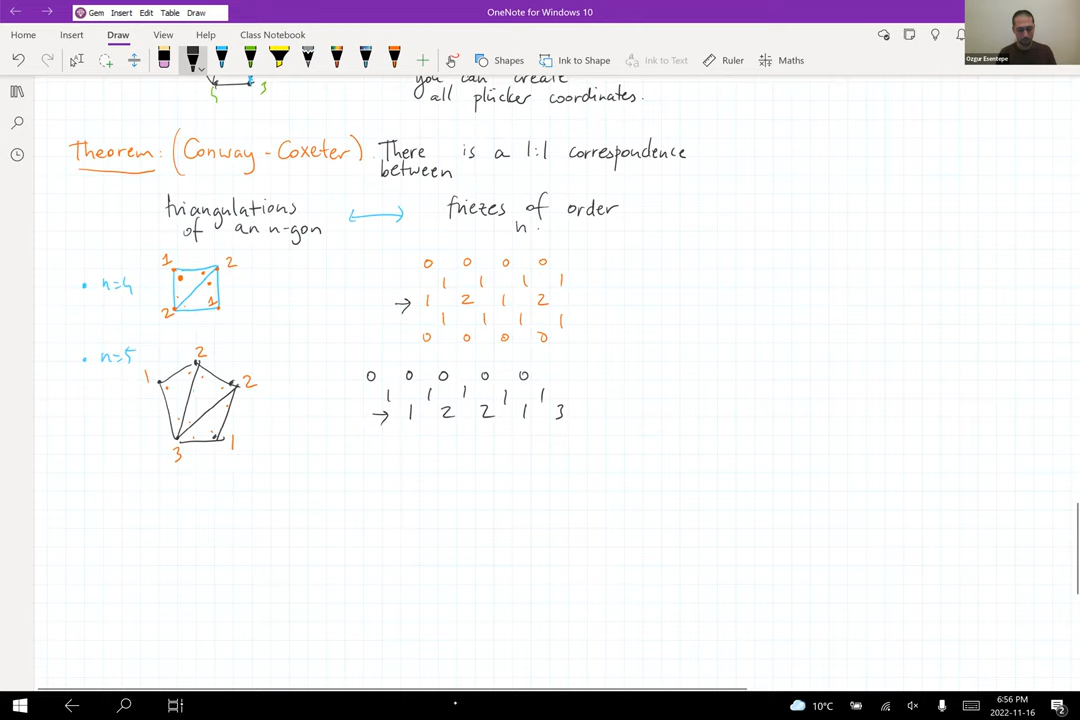 Gem Insert Edit Table Draw
OneNote for Windows 10
Home Insert Draw View Help Class Notebook
Shapes Ink to Shape Ink to Text Ruler Maths
Ozgur Esentepe
you can create
3
all plücker coordinates.
Theorem: (Conway - Coxeter). There is a 1:1 correspondence
between
triangulations
of an n-gon
friezes of order
n.
• n=4
1 2
2 1
0 0 0 0
1 1 1 1
→ 1 2 1 2
1 1 1 1
0 0 0 0
• n=5
2
1 2
3 1
0 0 0 0 0
1 1 1 1 1
→ 1 2 2 1 3
10°C
6:56 PM
2022-11-16
2